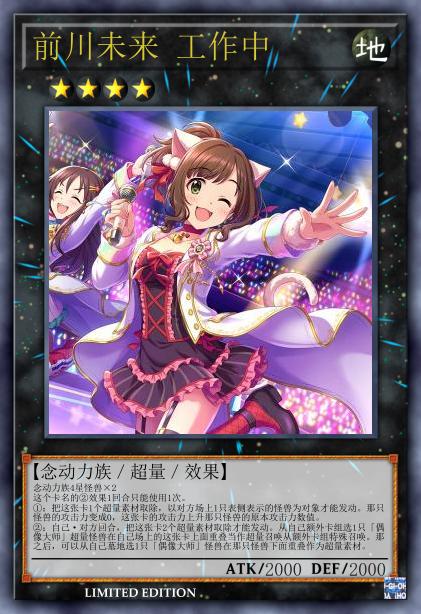 前川未来 工作中
地
【念动力族 / 超量 / 效果】
念动力族4星怪兽×2
这个卡名的②效果1回合只能使用1次。
①：把这张卡1个超量素材取除，以对方场上1只表侧表示的怪兽为对象才能发动。那只
怪兽的攻击力变成0，这张卡的攻击力上升那只怪兽的原本攻击力数值。
②：自己·对方回合，把这张卡2个超量素材取除才能发动。从自己额外卡组选1只「偶
像大师」超量怪兽在自己场上的这张卡上面重叠当作超量召唤从额外卡组特殊召唤。那
之后，可以从自己墓地选1只「偶像大师」怪兽在那只怪兽下面重叠作为超量素材。
ATK/2000 DEF/2000
LIMITED EDITION